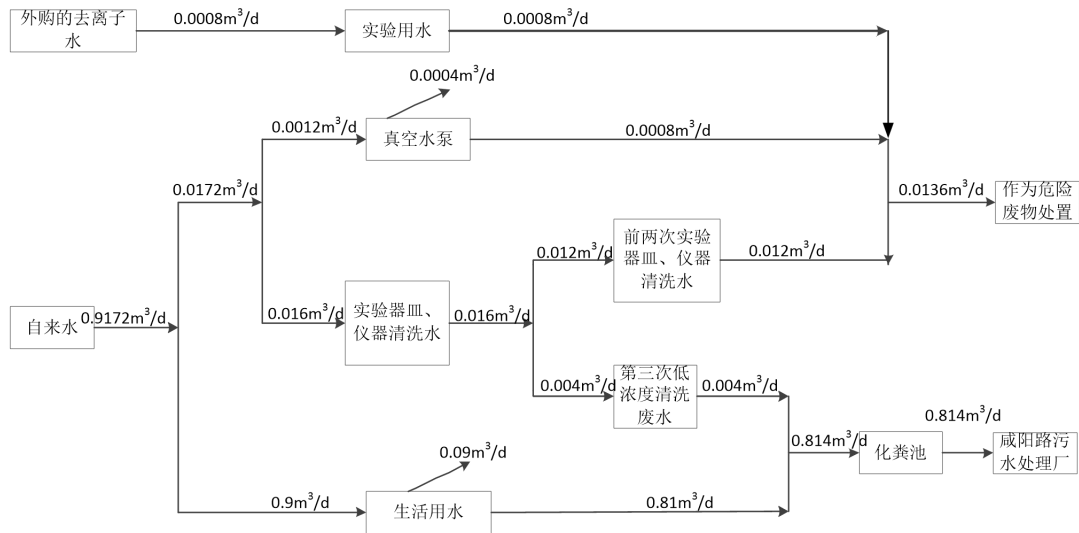 0.0008m³/d
0.0008m³/d
外购的去离子
水
实验用水
0.0004m³/d
0.0012m³/d
真空水泵
0.0008m³/d
0.0172m³/d
0.0136m³/d
作为危险
废物处置
前两次实验
器皿、仪器
清洗水
0.012m³/d
0.012m³/d
自来水
0.9172m³/d
0.016m³/d
实验器皿、
仪器清洗水
0.016m³/d
0.004m³/d
第三次低
浓度清洗
废水
0.004m³/d
0.814m³/d
0.814m³/d
化粪池
咸阳路污
水处理厂
0.09m³/d
0.9m³/d
生活用水
0.81m³/d